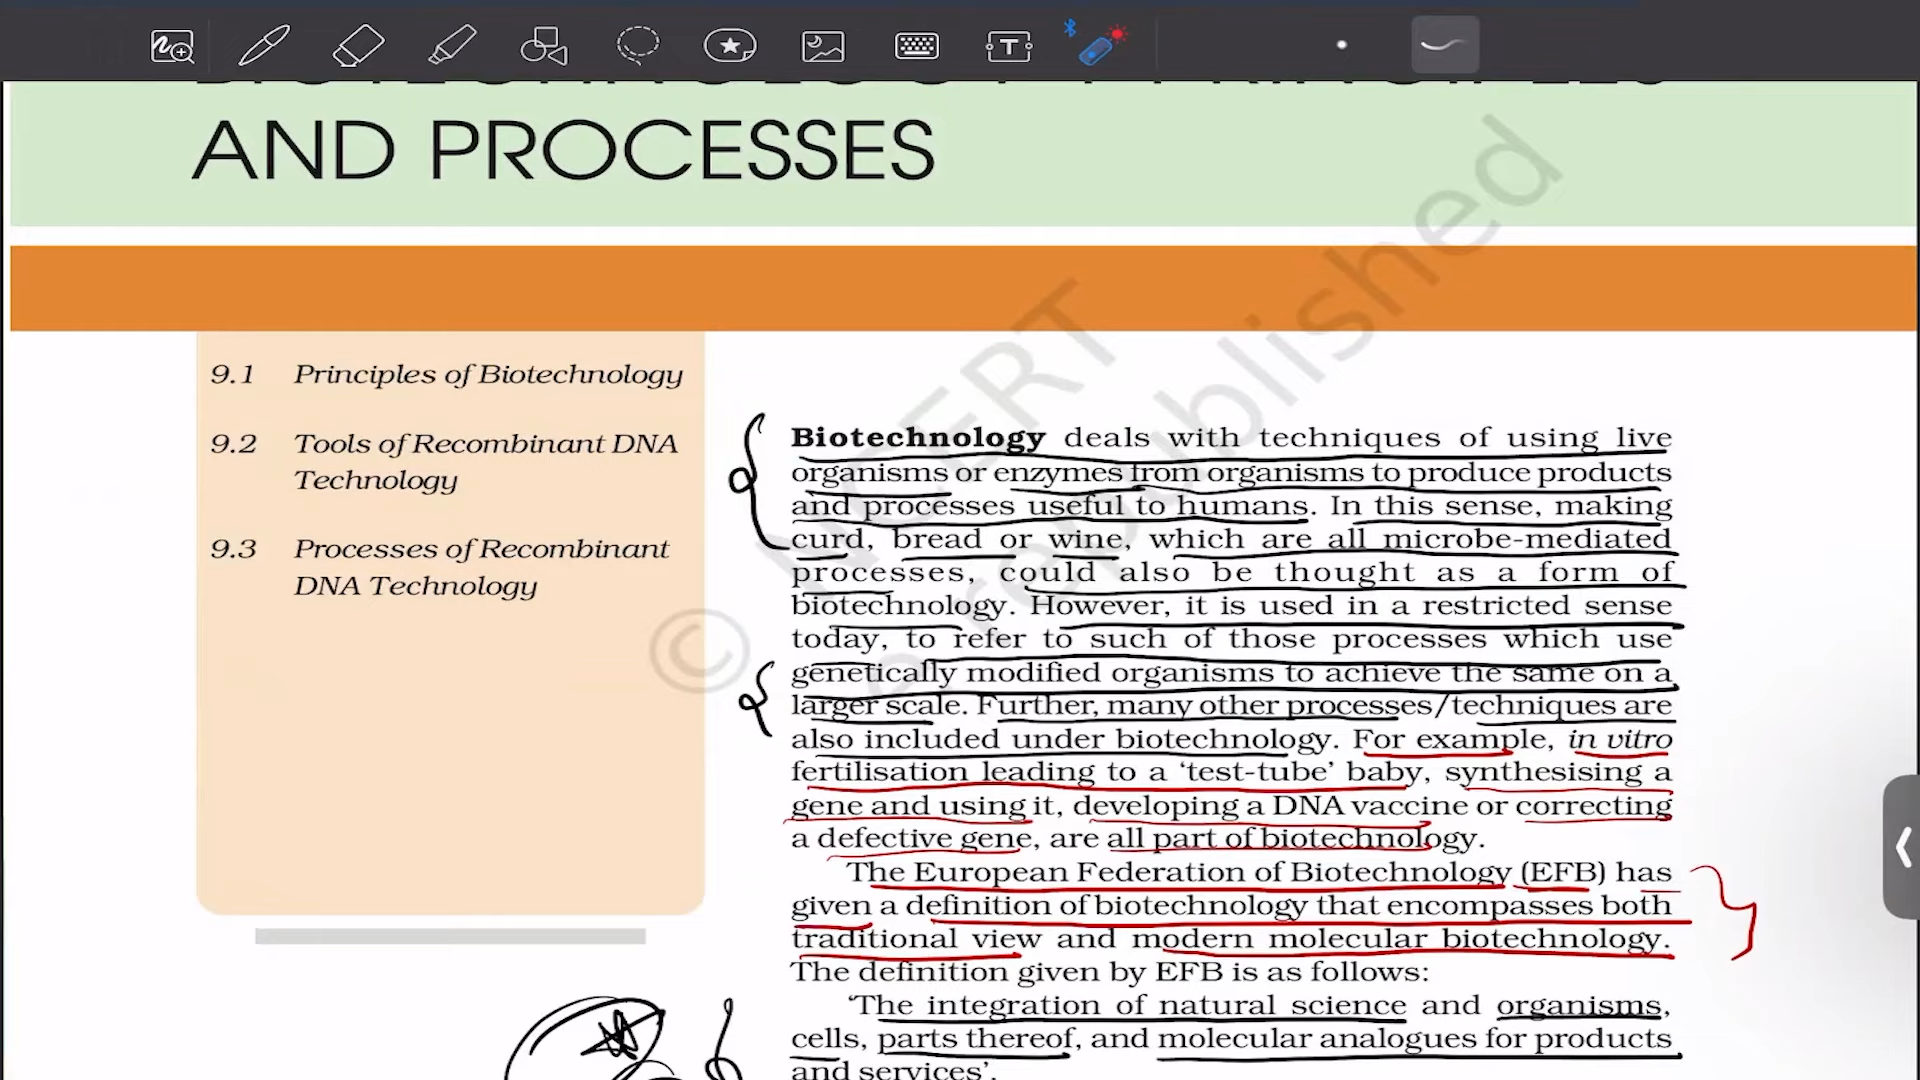 AND PROCESSES
9.1 Principles of Biotechnology
9.2 Tools of Recombinant DNA
Technology
9.3 Processes of Recombinant
DNA Technology
Biotechnology deals with techniques of using live
organisms or enzymes from organisms to produce products
and processes useful to humans. In this sense, making
curd, bread or wine, which are all microbe-mediated
processes, could also be thought as a form of
biotechnology. However, it is used in a restricted sense
today, to refer to such of those processes which use
genetically modified organisms to achieve the same on a
larger scale. Further, many other processes/techniques are
also included under biotechnology. For example, in vitro
fertilisation leading to a ‘test-tube’ baby, synthesising a
gene and using it, developing a DNA vaccine or correcting
a defective gene, are all part of biotechnology.
The European Federation of Biotechnology (EFB) has
given a definition of biotechnology that encompasses both
traditional view and modern molecular biotechnology.
The definition given by EFB is as follows:
‘The integration of natural science and organisms,
cells, parts thereof, and molecular analogues for products
and services’.
© NCERT
republished